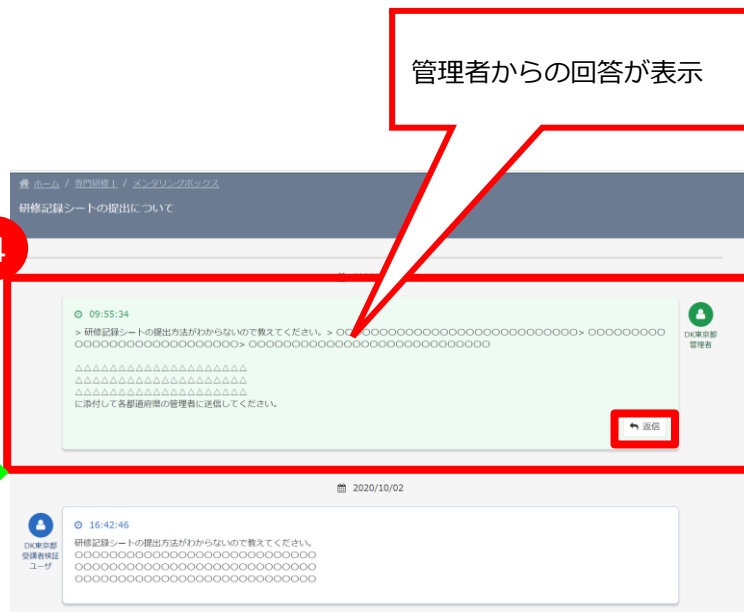 管理者からの回答が表示
ホーム / 専門研修Ⅰ / メンタリングボックス
研修記録シートの提出について
4
09:55:34
> 研修記録シートの提出方法がわからないので教えてください。> 〇〇〇〇〇〇〇〇〇〇〇〇〇〇〇〇〇〇〇〇〇〇〇〇〇〇〇〇> 〇〇〇〇〇〇〇〇〇
〇〇〇〇〇〇〇〇〇〇〇〇〇〇〇〇〇〇〇> 〇〇〇〇〇〇〇〇〇〇〇〇〇〇〇〇〇〇〇〇〇〇〇〇〇〇〇〇
△△△△△△△△△△△△△△△△△△△△
△△△△△△△△△△△△△△△△△△△△
△△△△△△△△△△△△△△△△△△△△
に添付して各都道府県の管理者に送信してください。
返信
DK東京都
管理者
2020/10/02
DK東京都
受講者検証
ユーザ
16:42:46
研修記録シートの提出方法がわからないので教えてください。
〇〇〇〇〇〇〇〇〇〇〇〇〇〇〇〇〇〇〇〇〇〇〇〇〇〇〇〇
〇〇〇〇〇〇〇〇〇〇〇〇〇〇〇〇〇〇〇〇〇〇〇〇〇〇〇〇
〇〇〇〇〇〇〇〇〇〇〇〇〇〇〇〇〇〇〇〇〇〇〇〇〇〇〇〇